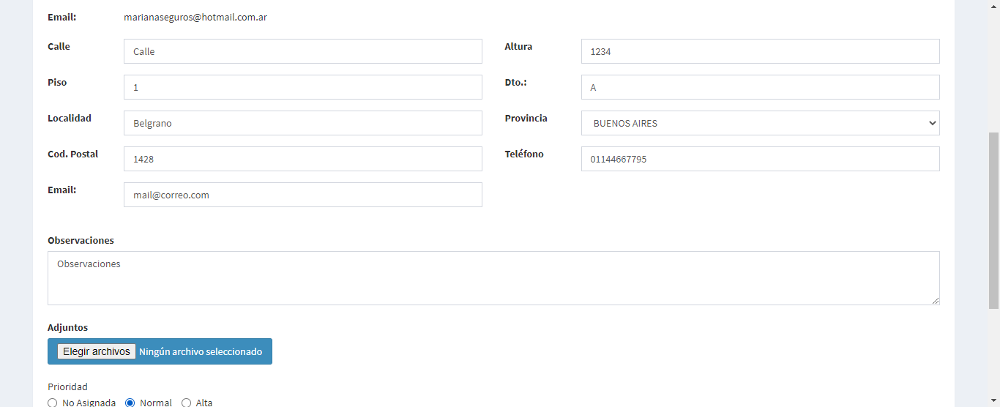 Email: marianaseguros@hotmail.com.ar
Calle Calle Altura 1234
Piso 1 Dto.: A
Localidad Belgrano Provincia BUENOS AIRES
Cod. Postal 1428 Teléfono 01144667795
Email: mail@correo.com
Observaciones
Observaciones
Adjuntos
Elegir archivos Ningún archivo seleccionado
Prioridad
No Asignada Normal Alta